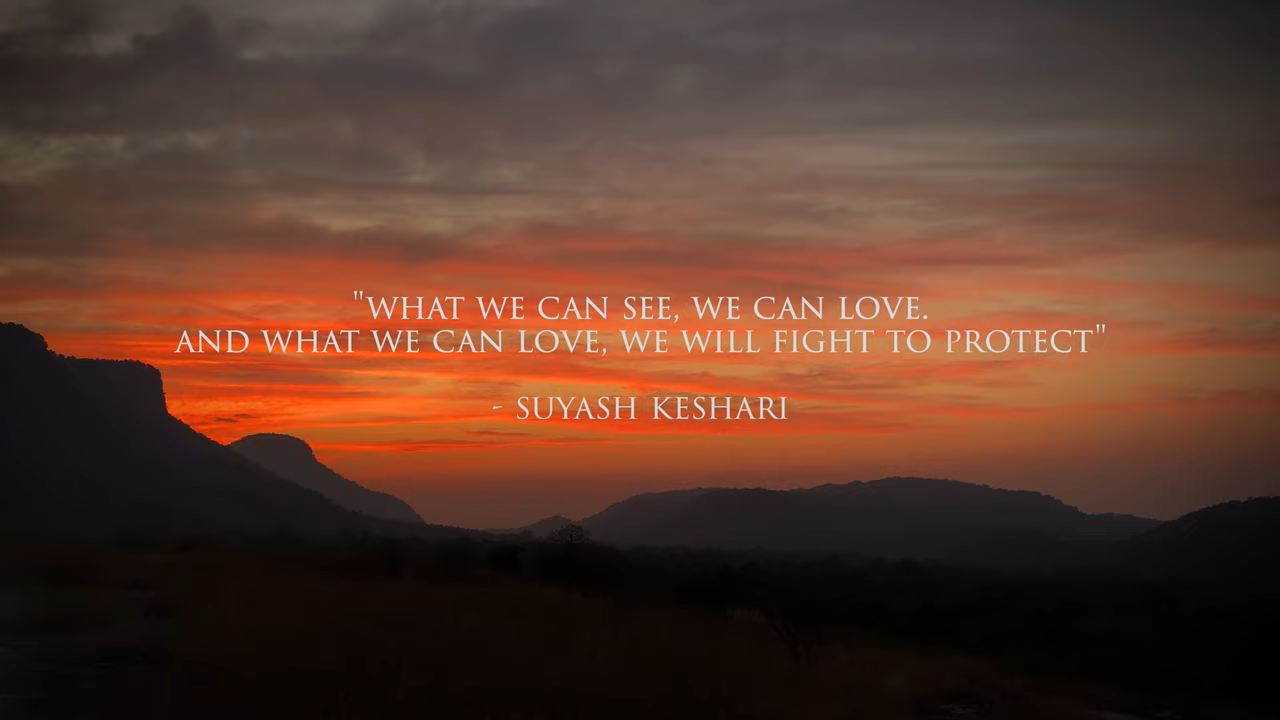 "WHAT WE CAN SEE, WE CAN LOVE.
AND WHAT WE CAN LOVE, WE WILL FIGHT TO PROTECT"
- SUYASH KESHARI